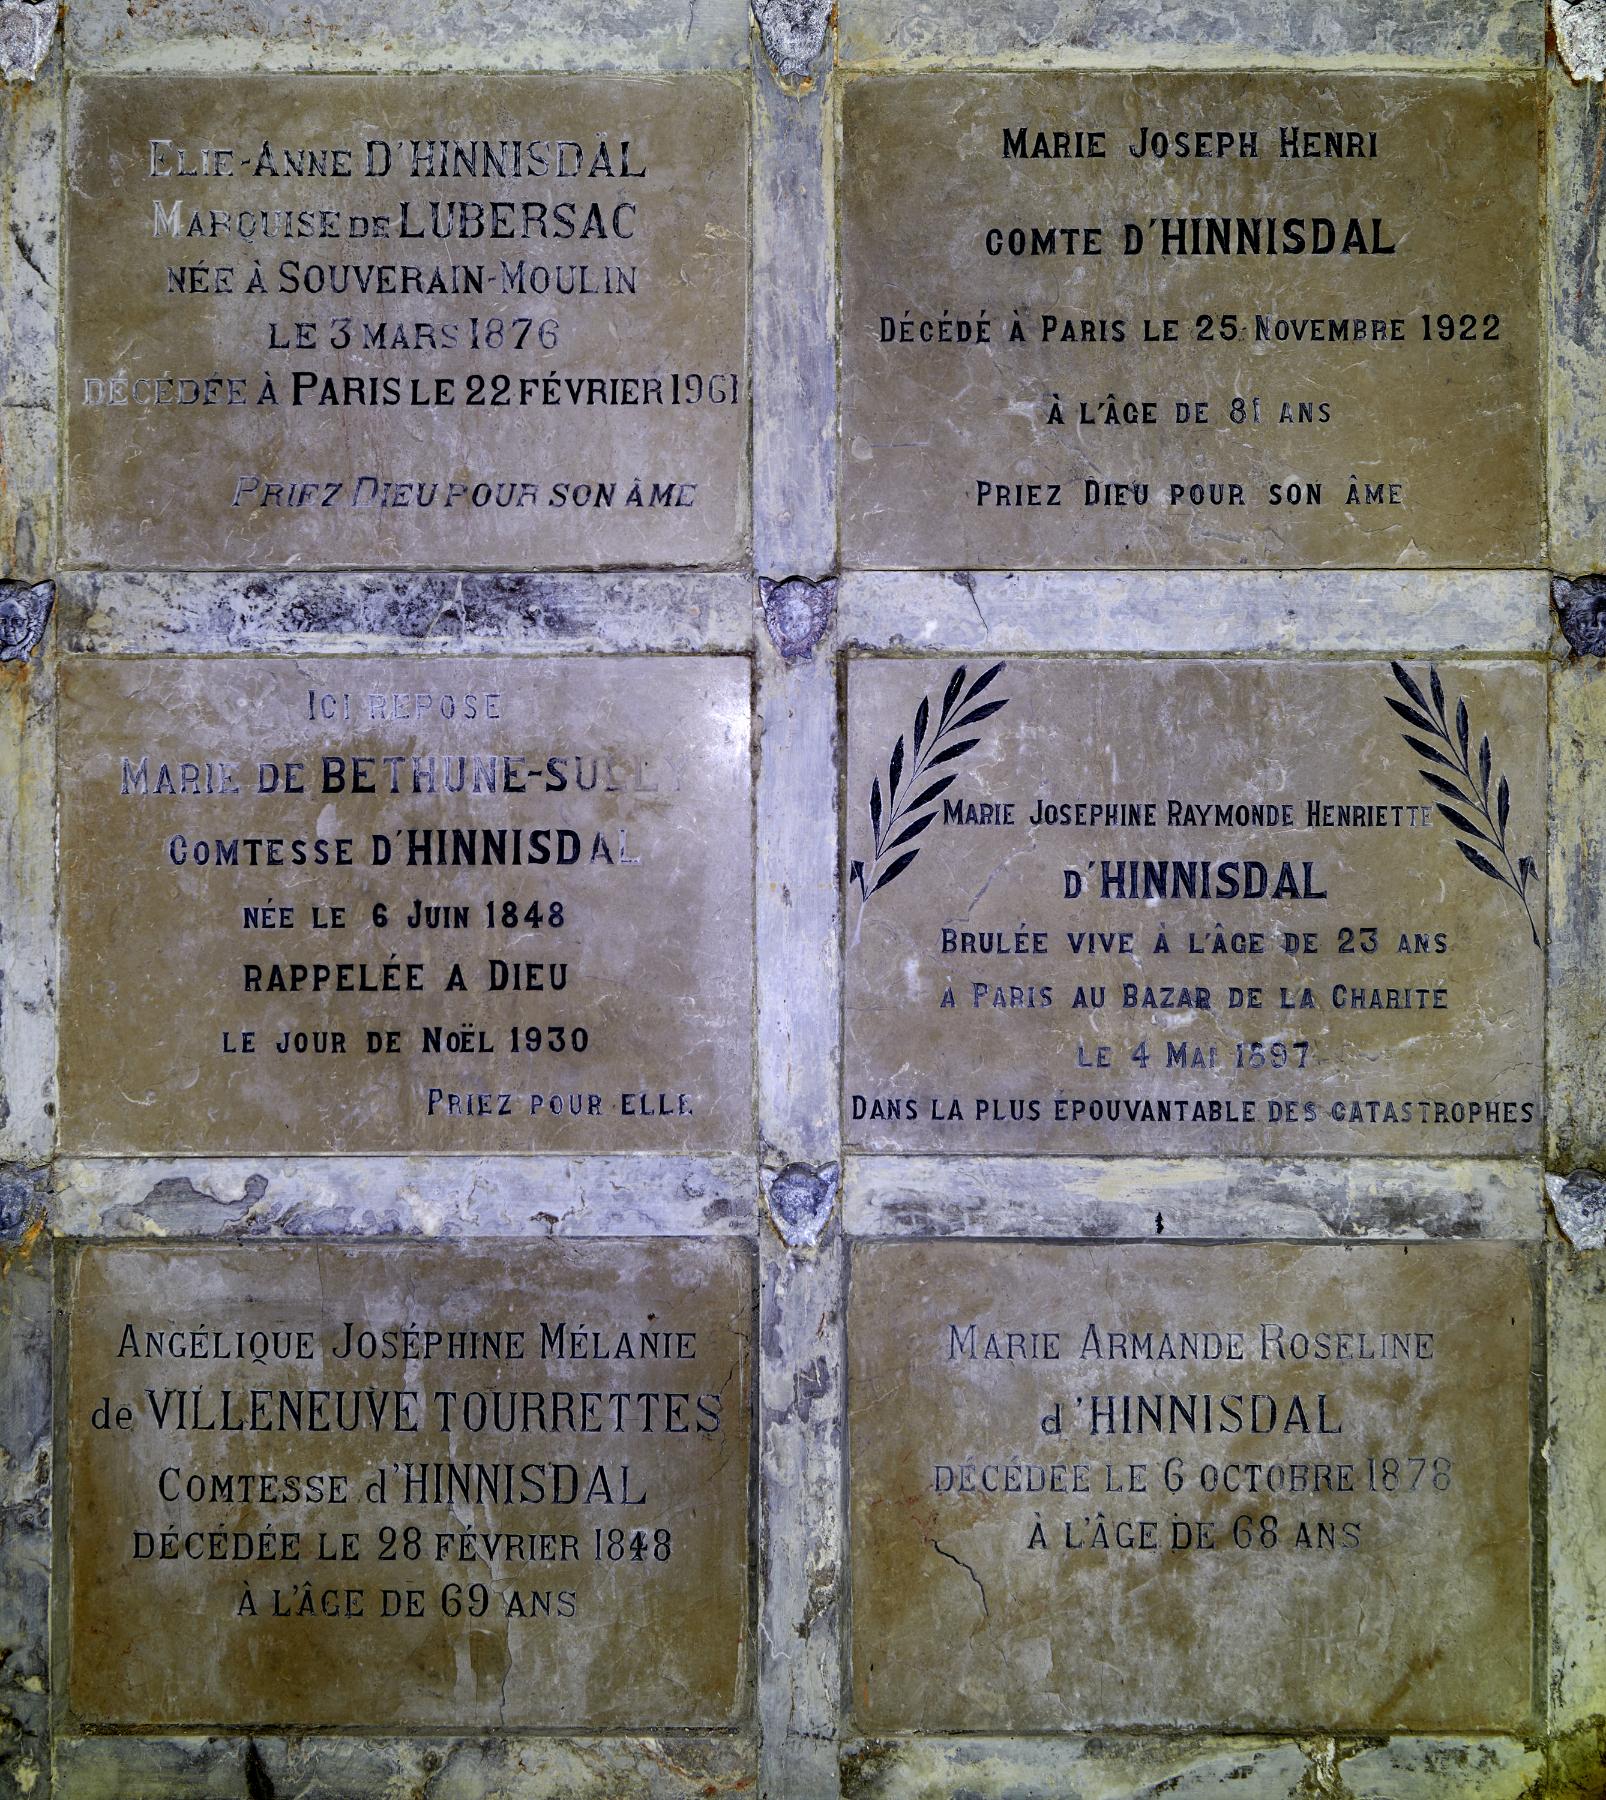 ELIE-ANNE D'HINNISDÄL
MARQUISE DE LUBERSAC
NÉE À SOUVERAIN-MOULIN
LE 3 MARS 1876
DÉCÉDÉE À PARIS LE 22 FÉVRIER 1961
PRIEZ DIEU POUR SON ÂME
MARIE JOSEPH HENRI
COMTE D'HINNISDAL
DÉCÉDÉ À PARIS LE 25 NOVEMBRE 1922
À L'ÂGE DE 81 ANS
PRIEZ DIEU POUR SON ÂME
ICI REPOSE
MARIE DE BETHUNE-SULLY
COMTESSE D'HINNISDAL
NÉE LE 6 JUIN 1848
RAPPELÉE A DIEU
LE JOUR DE NOËL 1930
PRIEZ POUR ELLE
MARIE JOSEPHINE RAYMONDE HENRIETTE
D'HINNISDAL
BRULÉE VIVE À L'ÂGE DE 23 ANS
A PARIS AU BAZAR DE LA CHARITÉ
LE 4 MAI 1897
DANS LA PLUS ÉPOUVANTABLE DES CATASTROPHES
ANGÉLIQUE JOSÉPHINE MÉLANIE
de VILLENEUVE TOURRETTES
COMTESSE d'HINNISDAL
DÉCÉDÉE LE 28 FÉVRIER 1848
À L'ÂGE DE 69 ANS
MARIE ARMANDE ROSELINE
d'HINNISDAL
DÉCÉDÉE LE 6 OCTOBRE 1878
À L'ÂGE DE 68 ANS